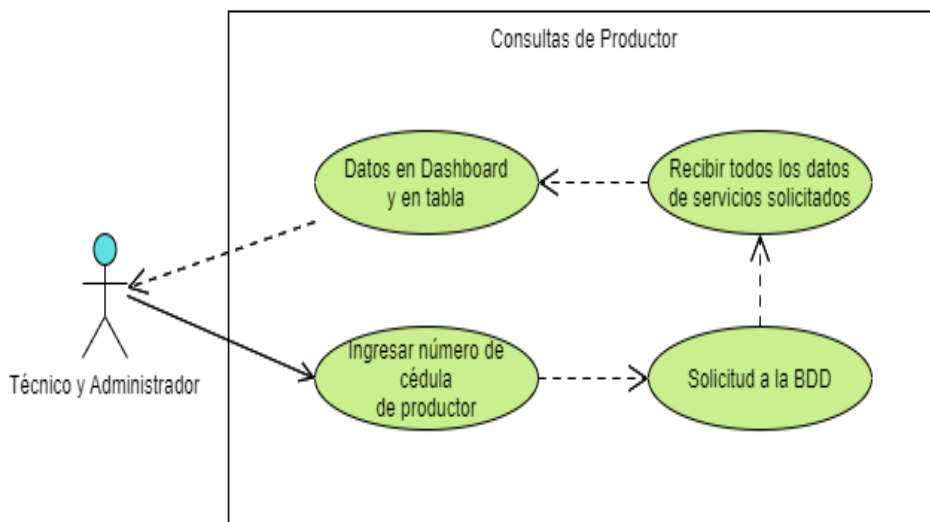 Consultas de Productor
Datos en Dashboard
y en tabla
Recibir todos los datos
de servicios solicitados
Técnico y Administrador
Ingresar número de
cédula
de productor
Solicitud a la BDD